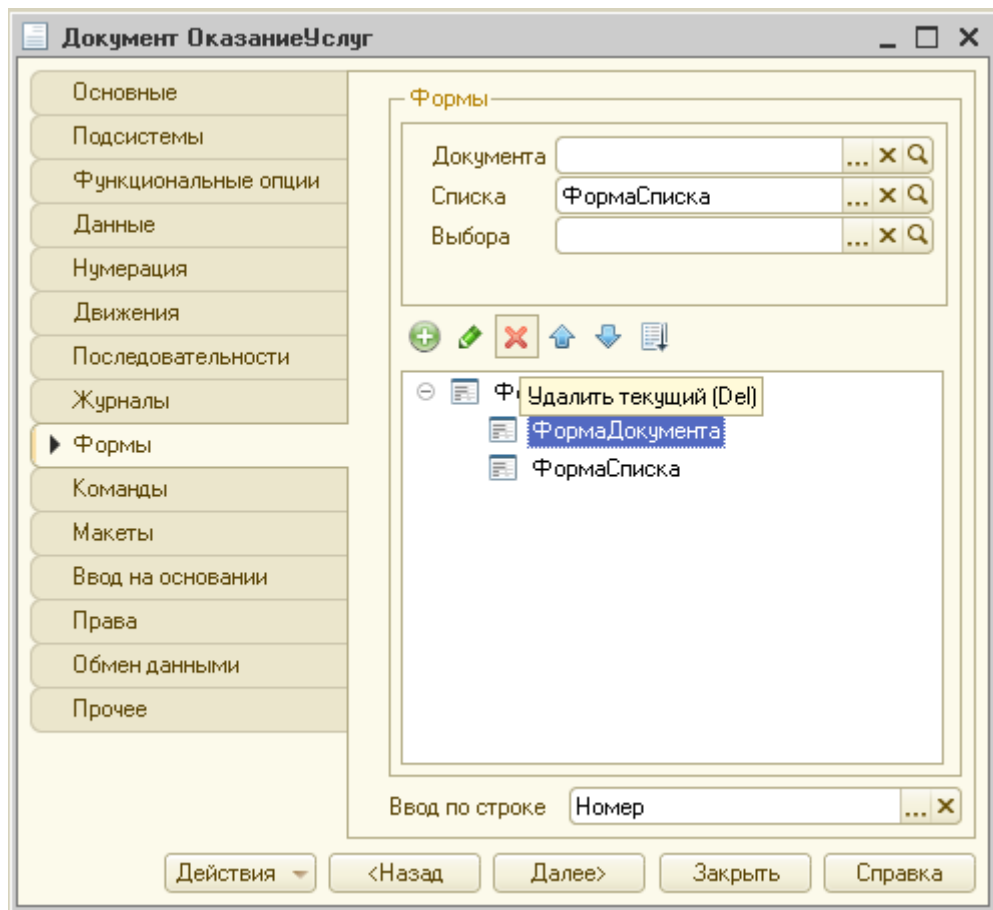 Документ ОказаниеУслуг
Основные
Подсистемы
Функциональные опции
Данные
Нумерация
Движения
Последовательности
Журналы
Формы
Команды
Макеты
Ввод на основании
Права
Обмен данными
Прочее
Формы
Документа
...
Списка ФормаСписка ...
Выбора ...
Удалить текущий (Del)
ФормаДокумента
ФормаСписка
Ввод по строке Номер ...
Действия <Назад Далее> Закрыть Справка